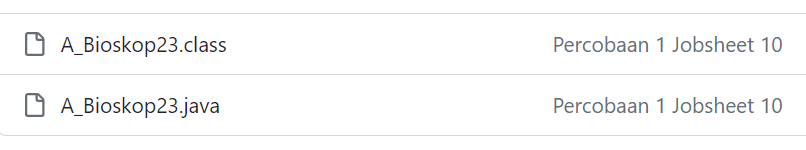 A_Bioskop23.class Percobaan 1 Jobsheet 10
A_Bioskop23.java Percobaan 1 Jobsheet 10